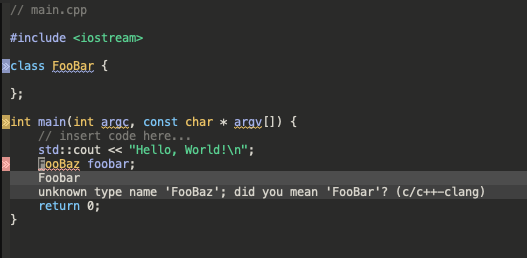 // main.cpp
#include <iostream>
class FooBar {
};
int main(int argc, const char * argv[]) {
// insert code here...
std::cout << "Hello, World!\n";
FooBaz foobar;
Foobar
unknown type name 'FooBaz'; did you mean 'FooBar'? (c/c++-clang)
return 0;
}